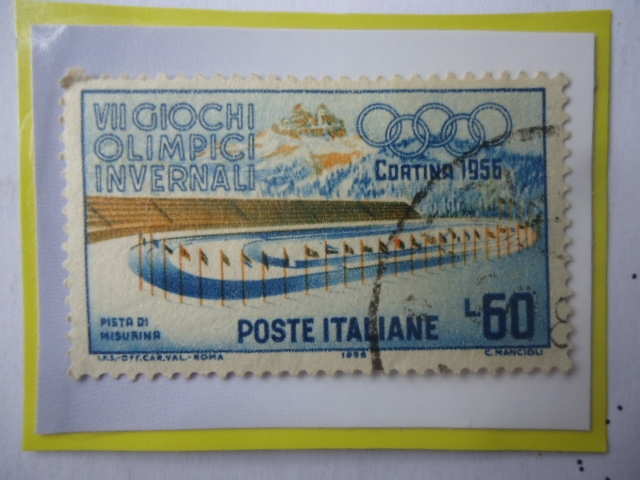 VII GIOCHI
OLIMPICI
INVERNALI
CORTINA 1956
PISTA DI
MISURINA
POSTE ITALIANE
L.60
I.P.S.-OFF.CAR.VAL.-ROMA
1956
C. MANCIOLI